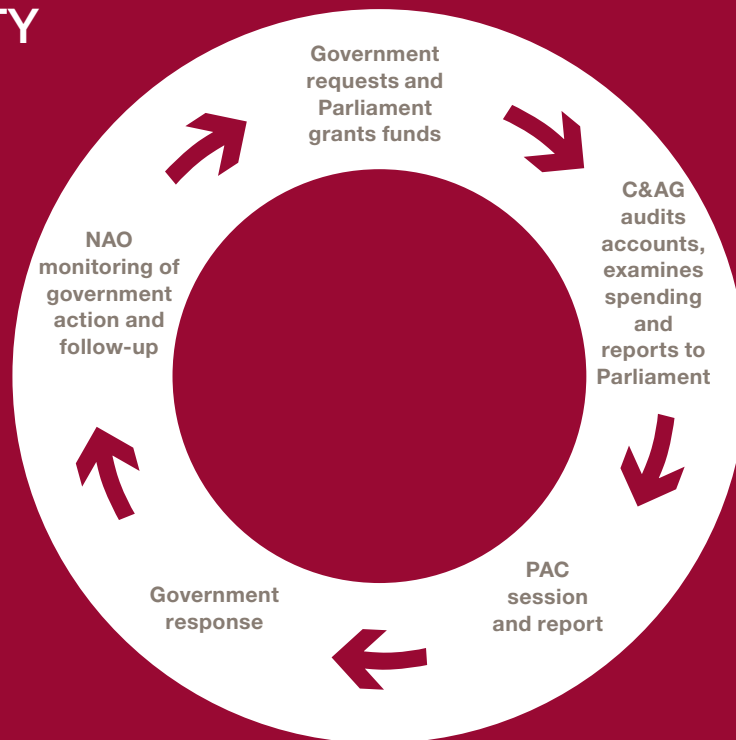 TY
Government
requests and
Parliament
grants funds
C&AG
audits
accounts,
examines
spending
and
reports to
Parliament
PAC
session
and report
Government
response
NAO
monitoring of
government
action and
follow-up